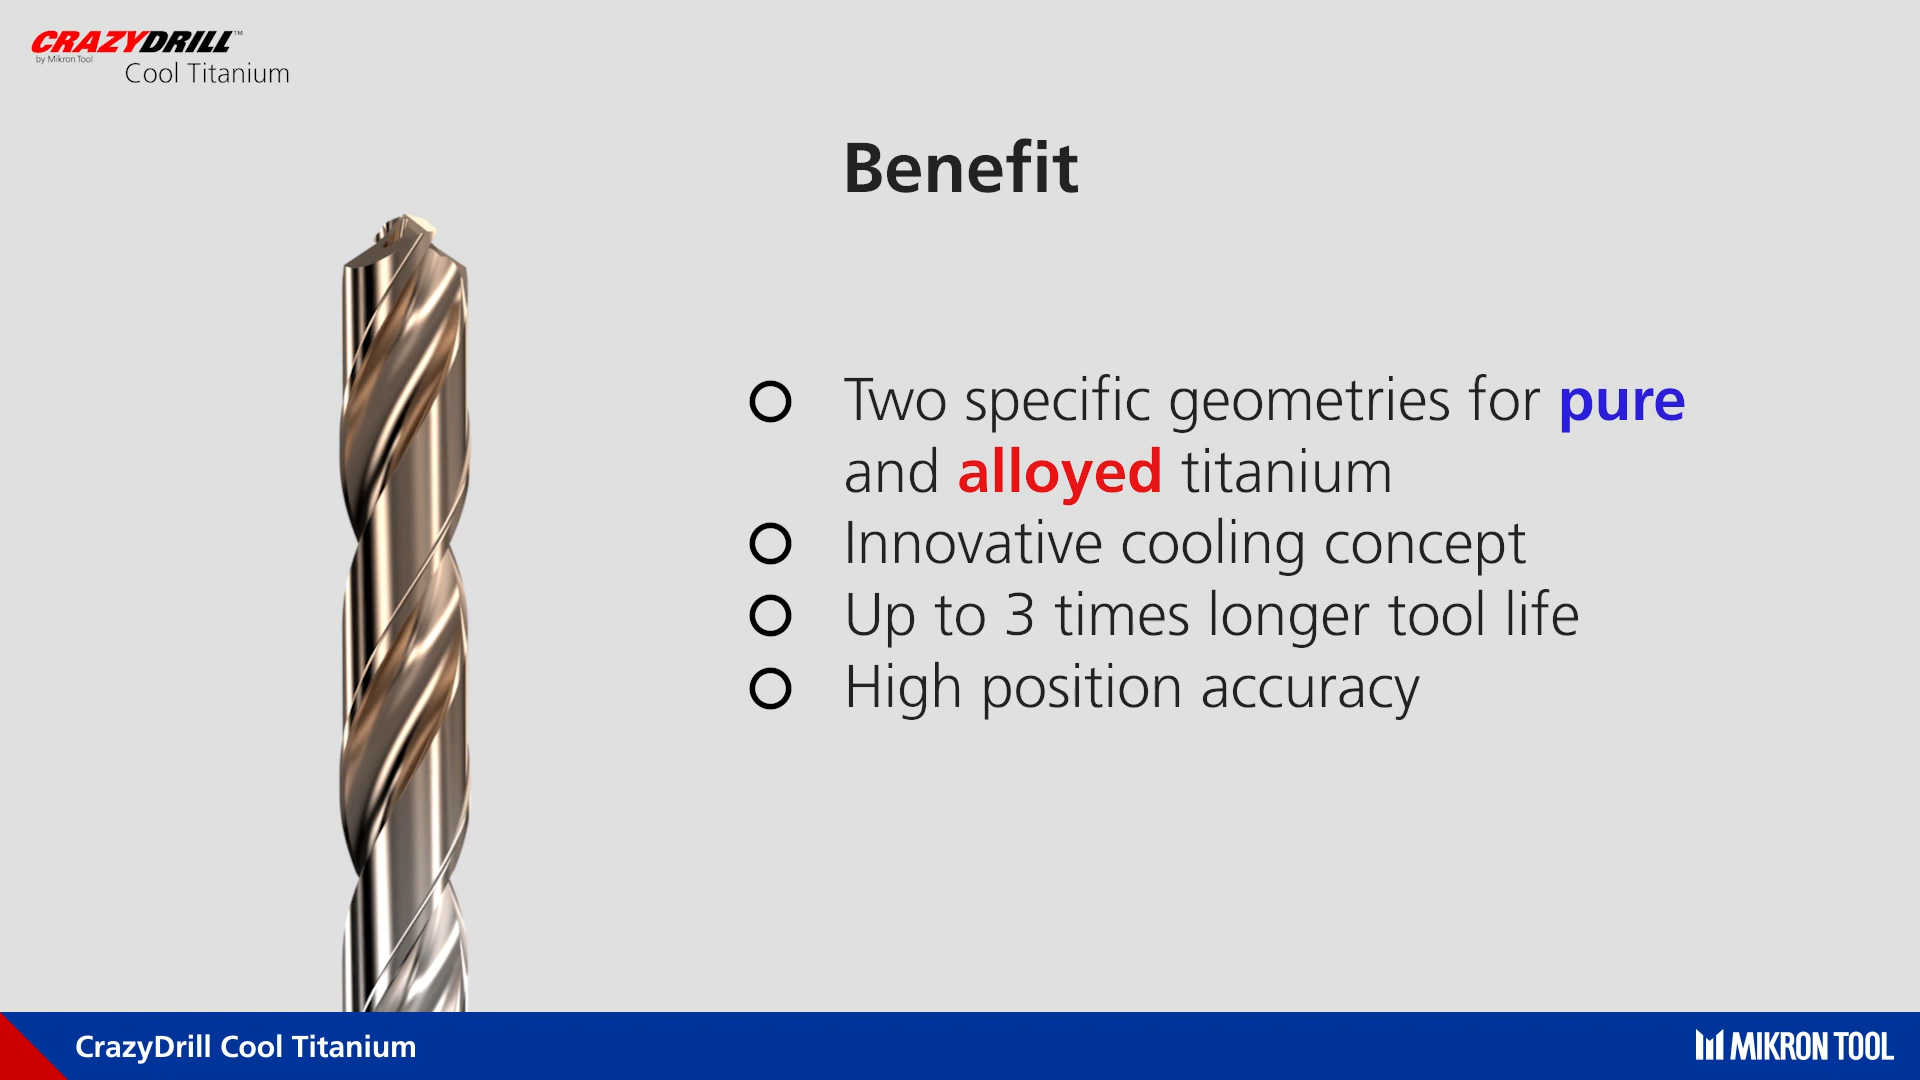 CRAZYDRILL™
by Mikron Tool
Cool Titanium
Benefit
Two specific geometries for pure
and alloyed titanium
Innovative cooling concept
Up to 3 times longer tool life
High position accuracy
CrazyDrill Cool Titanium
MIKRON TOOL